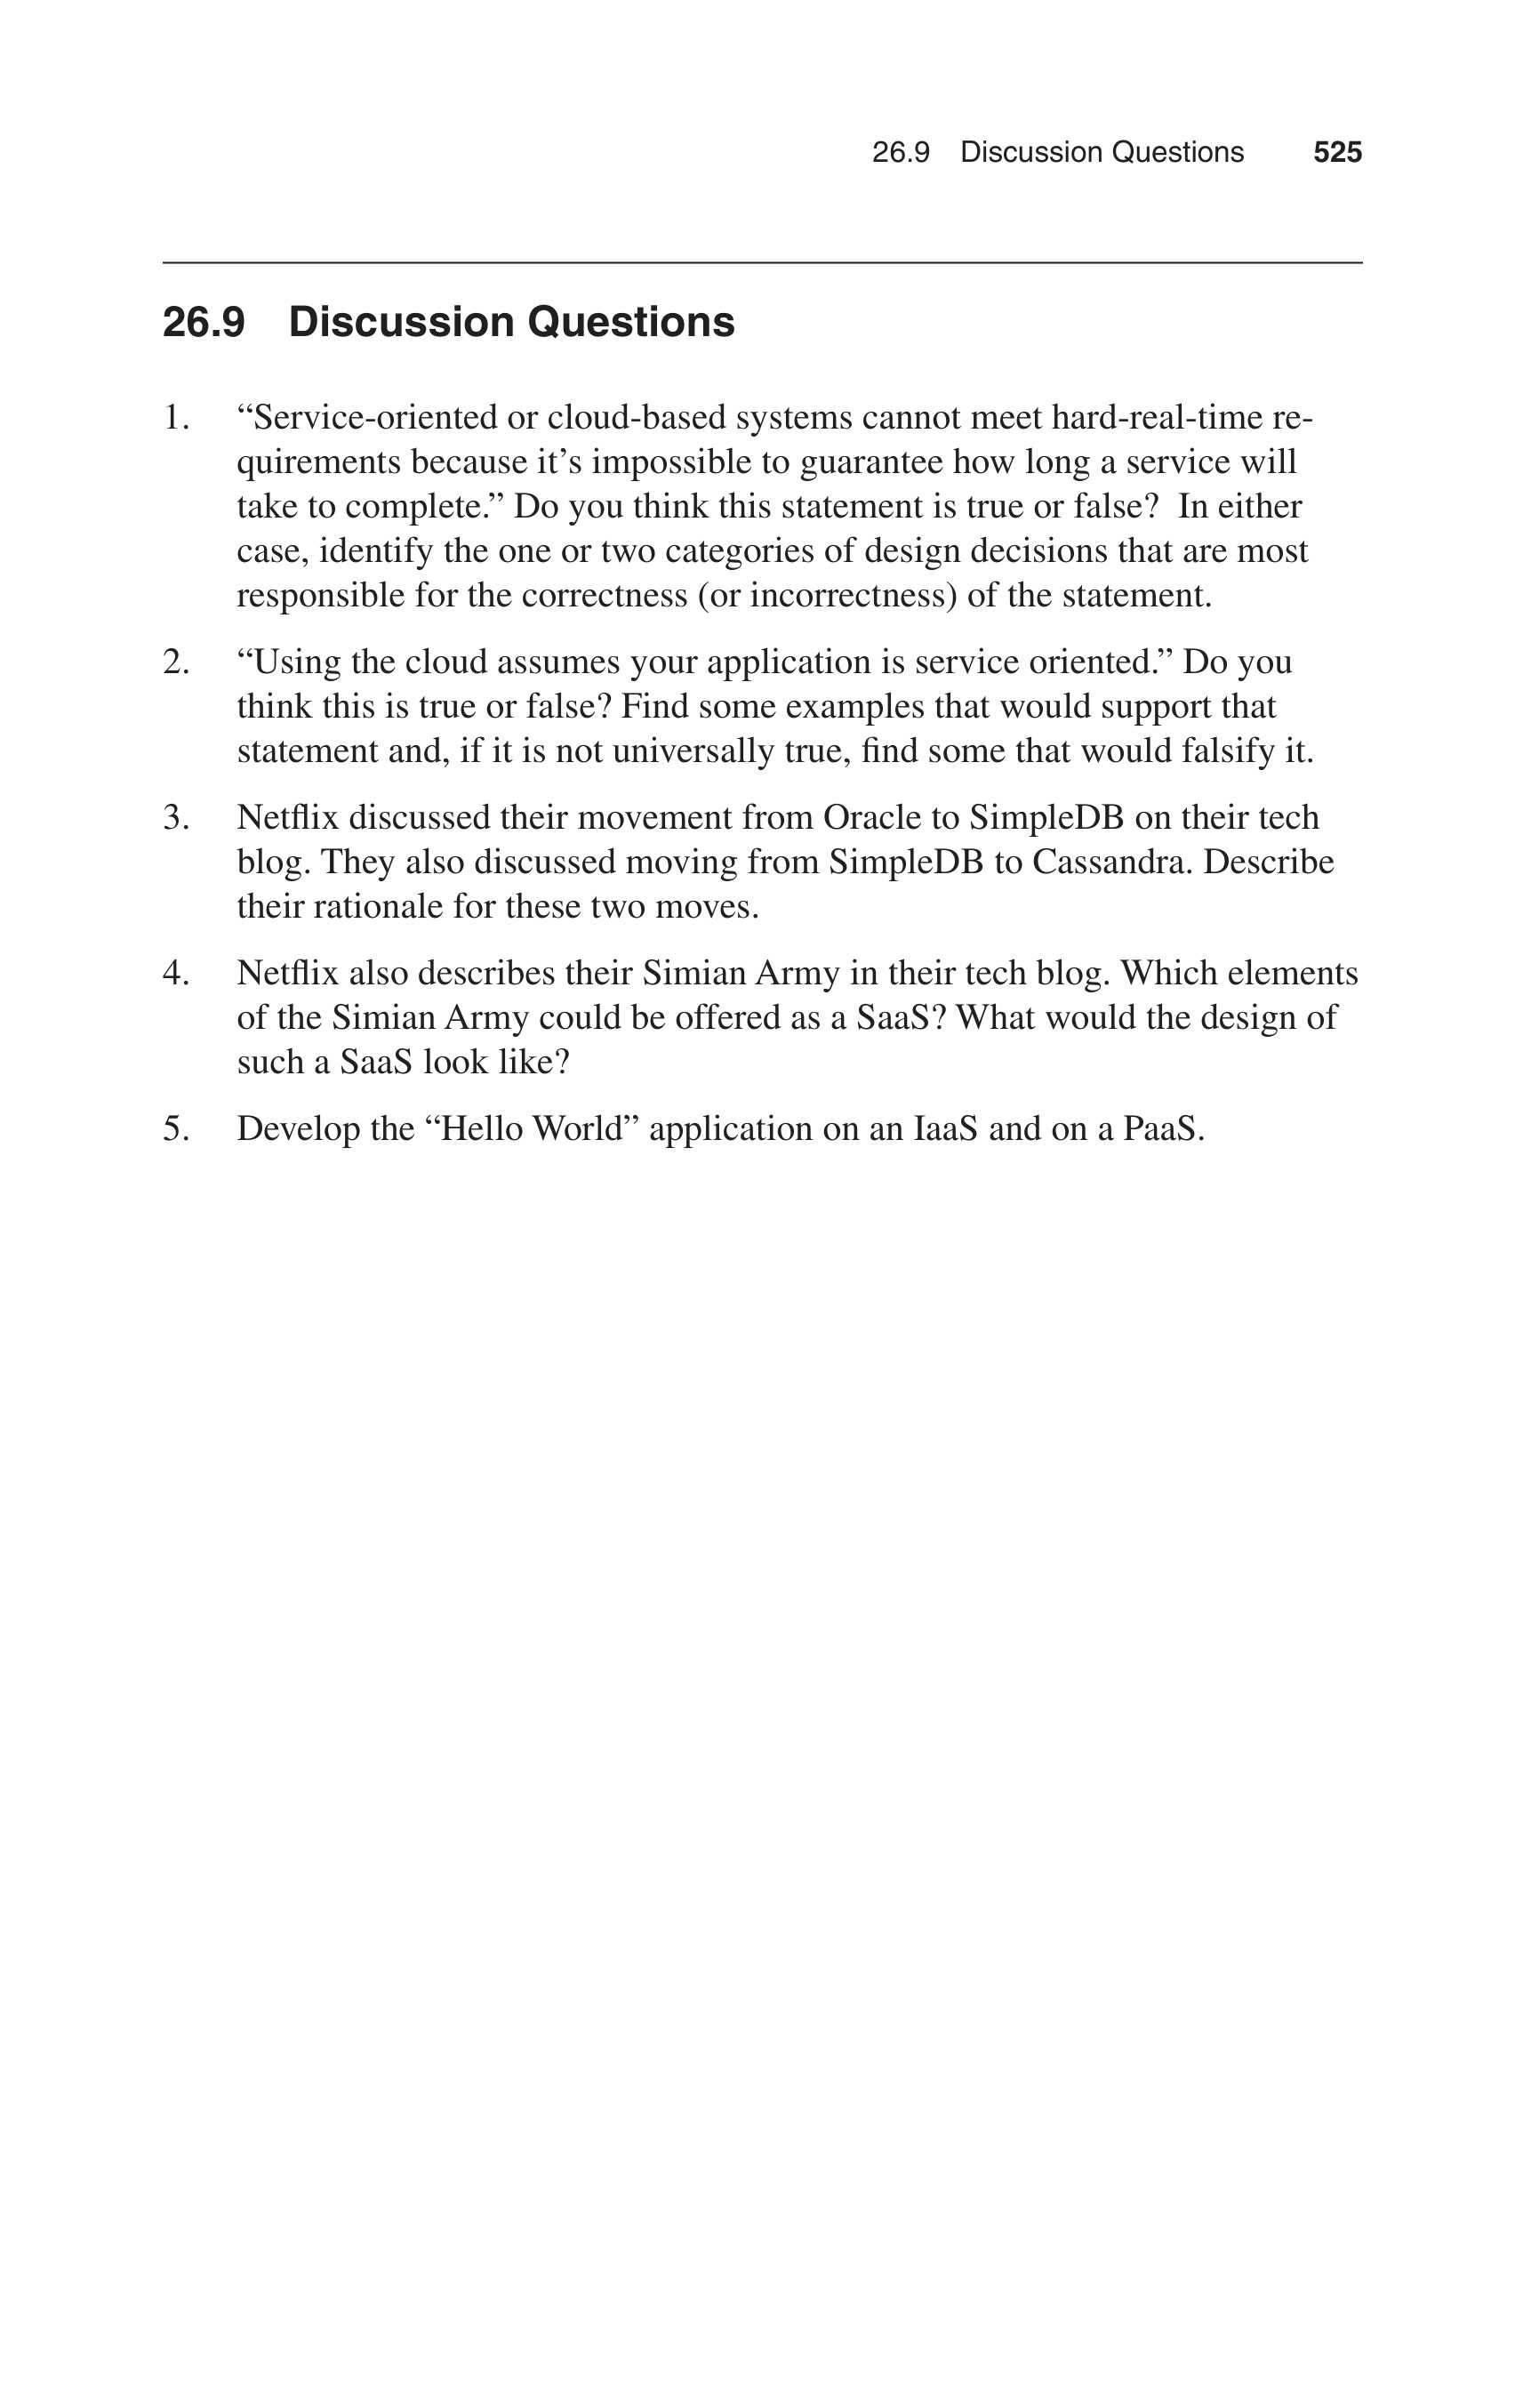 26.9 Discussion Questions 525
26.9 Discussion Questions
1. “Service-oriented or cloud-based systems cannot meet hard-real-time re-
quirements because it’s impossible to guarantee how long a service will
take to complete.” Do you think this statement is true or false? In either
case, identify the one or two categories of design decisions that are most
responsible for the correctness (or incorrectness) of the statement.
2. “Using the cloud assumes your application is service oriented.” Do you
think this is true or false? Find some examples that would support that
statement and, if it is not universally true, find some that would falsify it.
3. Netflix discussed their movement from Oracle to SimpleDB on their tech
blog. They also discussed moving from SimpleDB to Cassandra. Describe
their rationale for these two moves.
4. Netflix also describes their Simian Army in their tech blog. Which elements
of the Simian Army could be offered as a SaaS? What would the design of
such a SaaS look like?
5. Develop the “Hello World” application on an IaaS and on a PaaS.